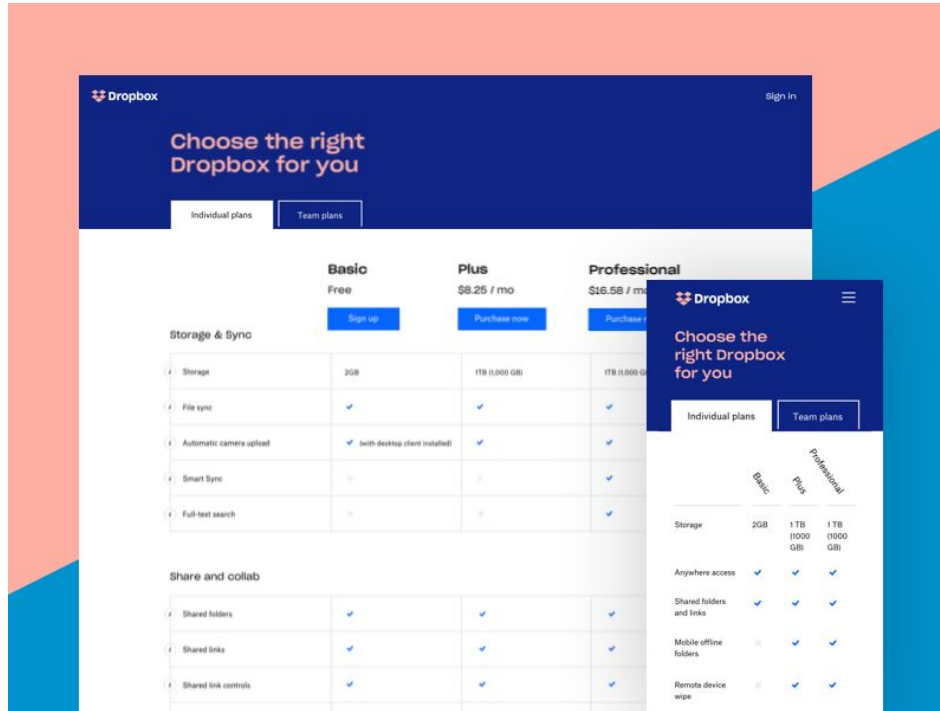 Dropbox
Sign in
Choose the right
Dropbox for you
Individual plans
Team plans
Basic
Plus
Professional
Free
$8.25 / mo
$16.58 / mo
Sign up
Purchase now
Purchase
Storage & Sync
Storage
2GB
1TB (1,000 GB)
1TB (1,000
File sync
Automatic camera upload
(with desktop client installed)
Smart Sync
Full-text search
Share and collab
Shared folders
Shared links
Shared link controls
Dropbox
Choose the
right Dropbox
for you
Individual plans
Team plans
Basic
Plus
Professional
Storage
2GB
1 TB
(1000
GB)
1 TB
(1000
GB)
Anywhere access
Shared folders
and links
Mobile offline
folders
Remote device
wipe